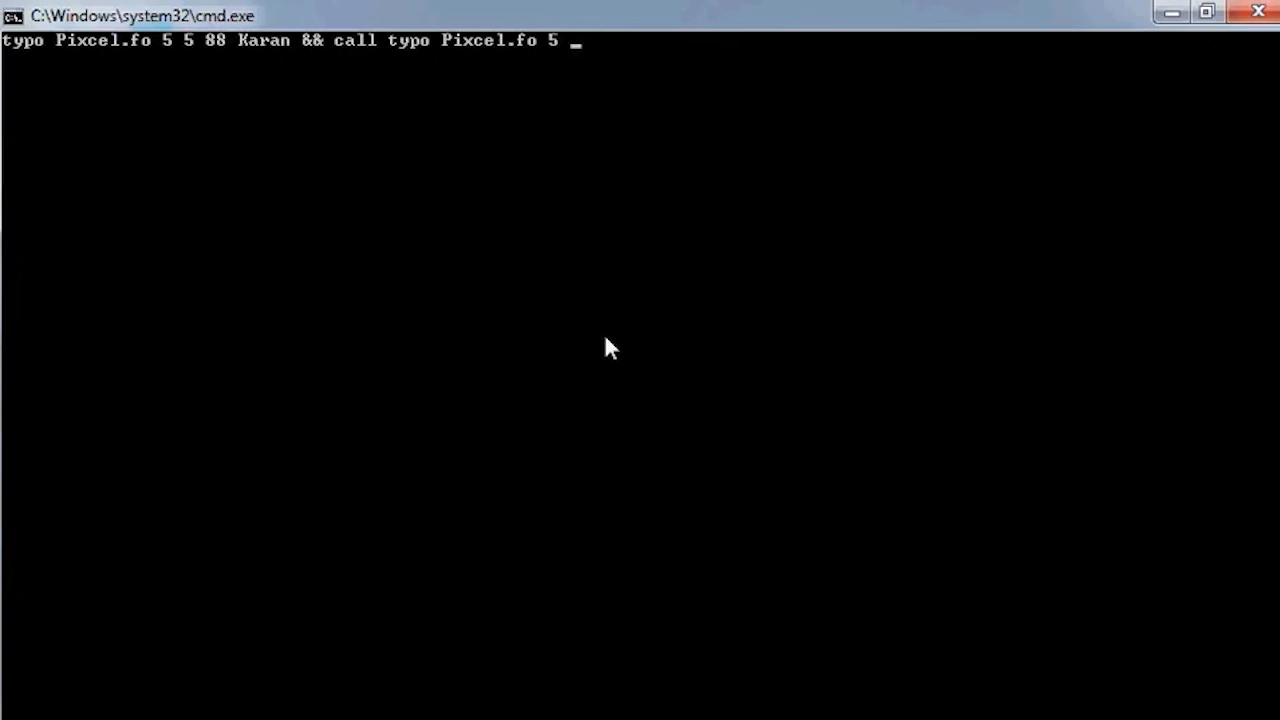 C:\Windows\system32\cmd.exe
typo Pixcel.fo 5 5 88 Karan && call typo Pixcel.fo 5 _